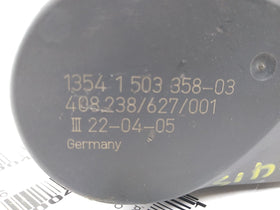 1354 1 503 358-03
408.238/627/001
III 22-04-05
Germany